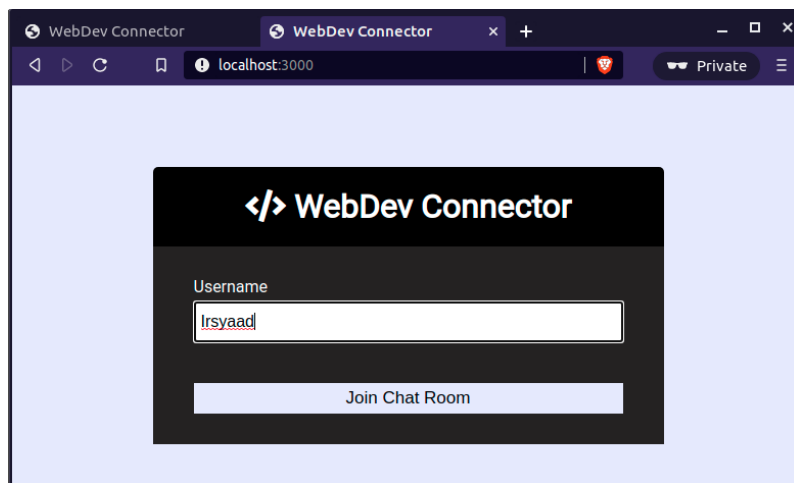 WebDev Connector
WebDev Connector
localhost:3000
Private
</> WebDev Connector
Username
Irsyaad
Join Chat Room